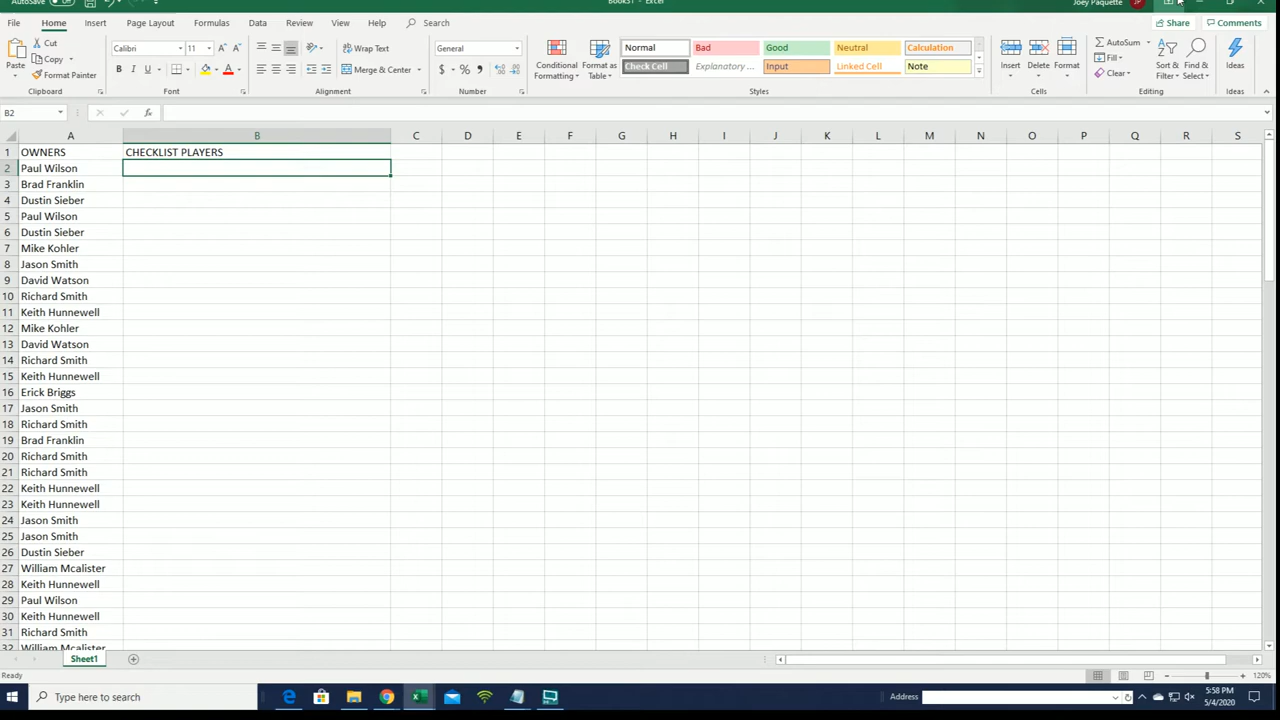 AutoSave Off Book31 - Excel Joey Paquette JP
File Home Insert Page Layout Formulas Data Review View Help Search Share Comments
Cut Calibri 11 Wrap Text General Normal Bad Good Neutral Calculation AutoSum
Copy Fill
Paste Format Painter Merge & Center Conditional Formatting Format as Table Check Cell Explanatory ... Input Linked Cell Note Insert Delete Format Clear Sort & Filter Find & Select Ideas
Clipboard Font Alignment Number Styles Cells Editing Ideas
B2 fx
A B C D E F G H I J K L M N O P Q R S
1 OWNERS CHECKLIST PLAYERS
2 Paul Wilson
3 Brad Franklin
4 Dustin Sieber
5 Paul Wilson
6 Dustin Sieber
7 Mike Kohler
8 Jason Smith
9 David Watson
10 Richard Smith
11 Keith Hunnewell
12 Mike Kohler
13 David Watson
14 Richard Smith
15 Keith Hunnewell
16 Erick Briggs
17 Jason Smith
18 Richard Smith
19 Brad Franklin
20 Richard Smith
21 Richard Smith
22 Keith Hunnewell
23 Keith Hunnewell
24 Jason Smith
25 Jason Smith
26 Dustin Sieber
27 William Mcalister
28 Keith Hunnewell
29 Paul Wilson
30 Keith Hunnewell
31 Richard Smith
32 William Mcalister
Sheet1
Ready 120%
Type here to search Address 5:58 PM
5/4/2020